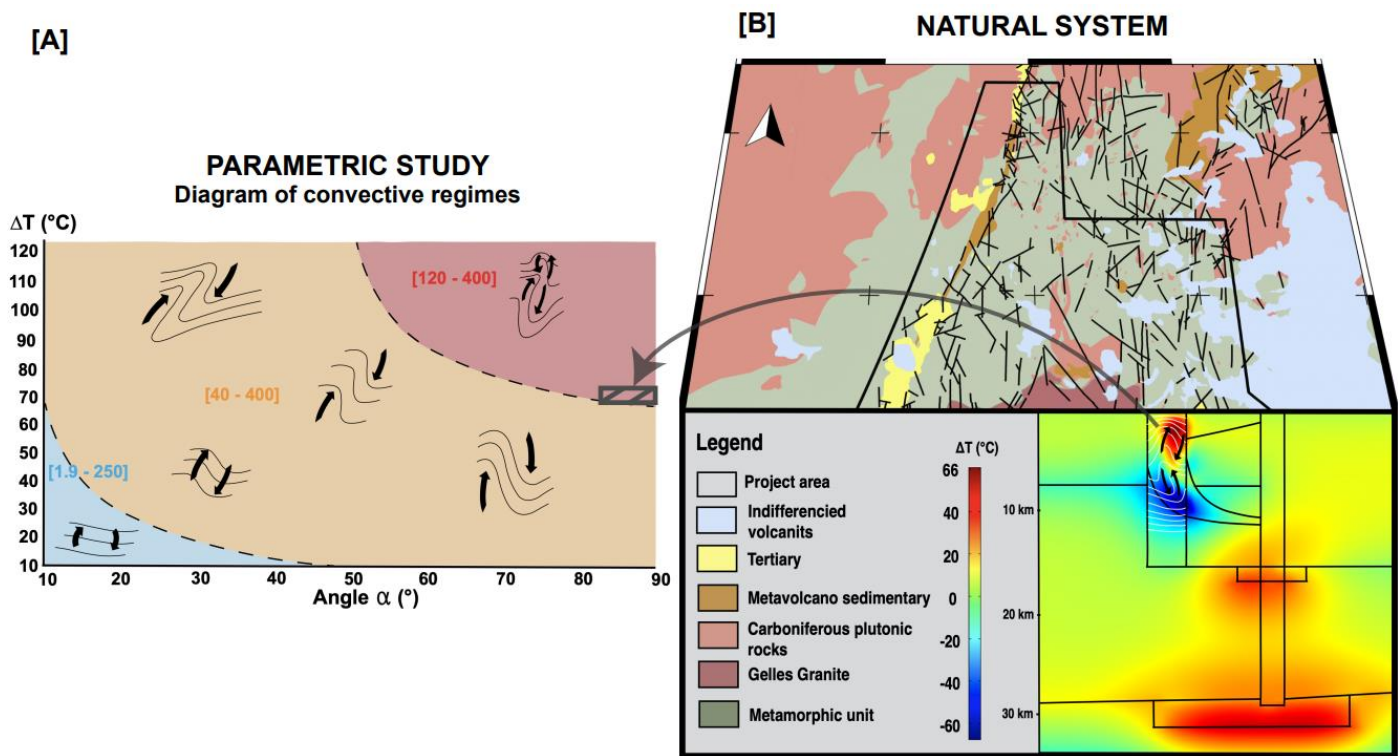 [A]
PARAMETRIC STUDY
Diagram of convective regimes
ΔT (°C)
120
110
100
90
80
70
60
50
40
30
20
10
[120 - 400]
[40 - 400]
[1.9 - 250]
10 20 30 40 50 60 70 80 90
Angle α (°)
[B]
NATURAL SYSTEM
Legend
Project area
Indifferencied
volcanits
Tertiary
Metavolcano sedimentary
Carboniferous plutonic
rocks
Gelles Granite
Metamorphic unit
ΔT (°C)
66
40
20
0
-20
-40
-60
10 km
20 km
30 km